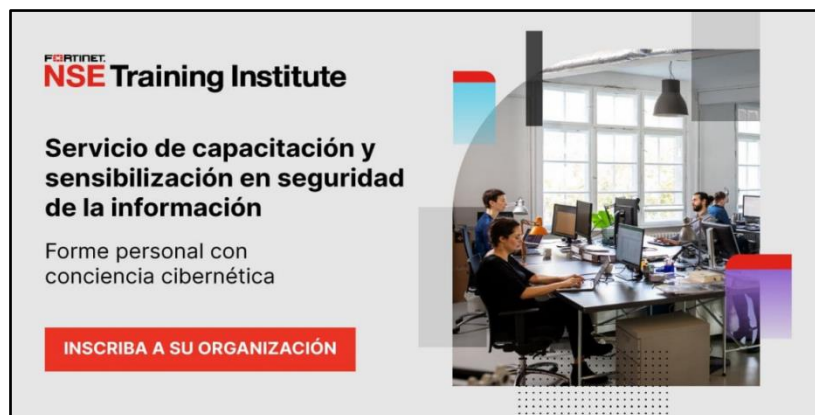 FORTINET
NSE Training Institute
Servicio de capacitación y
sensibilización en seguridad
de la información
Forme personal con
conciencia cibernética
INSCRIBA A SU ORGANIZACIÓN